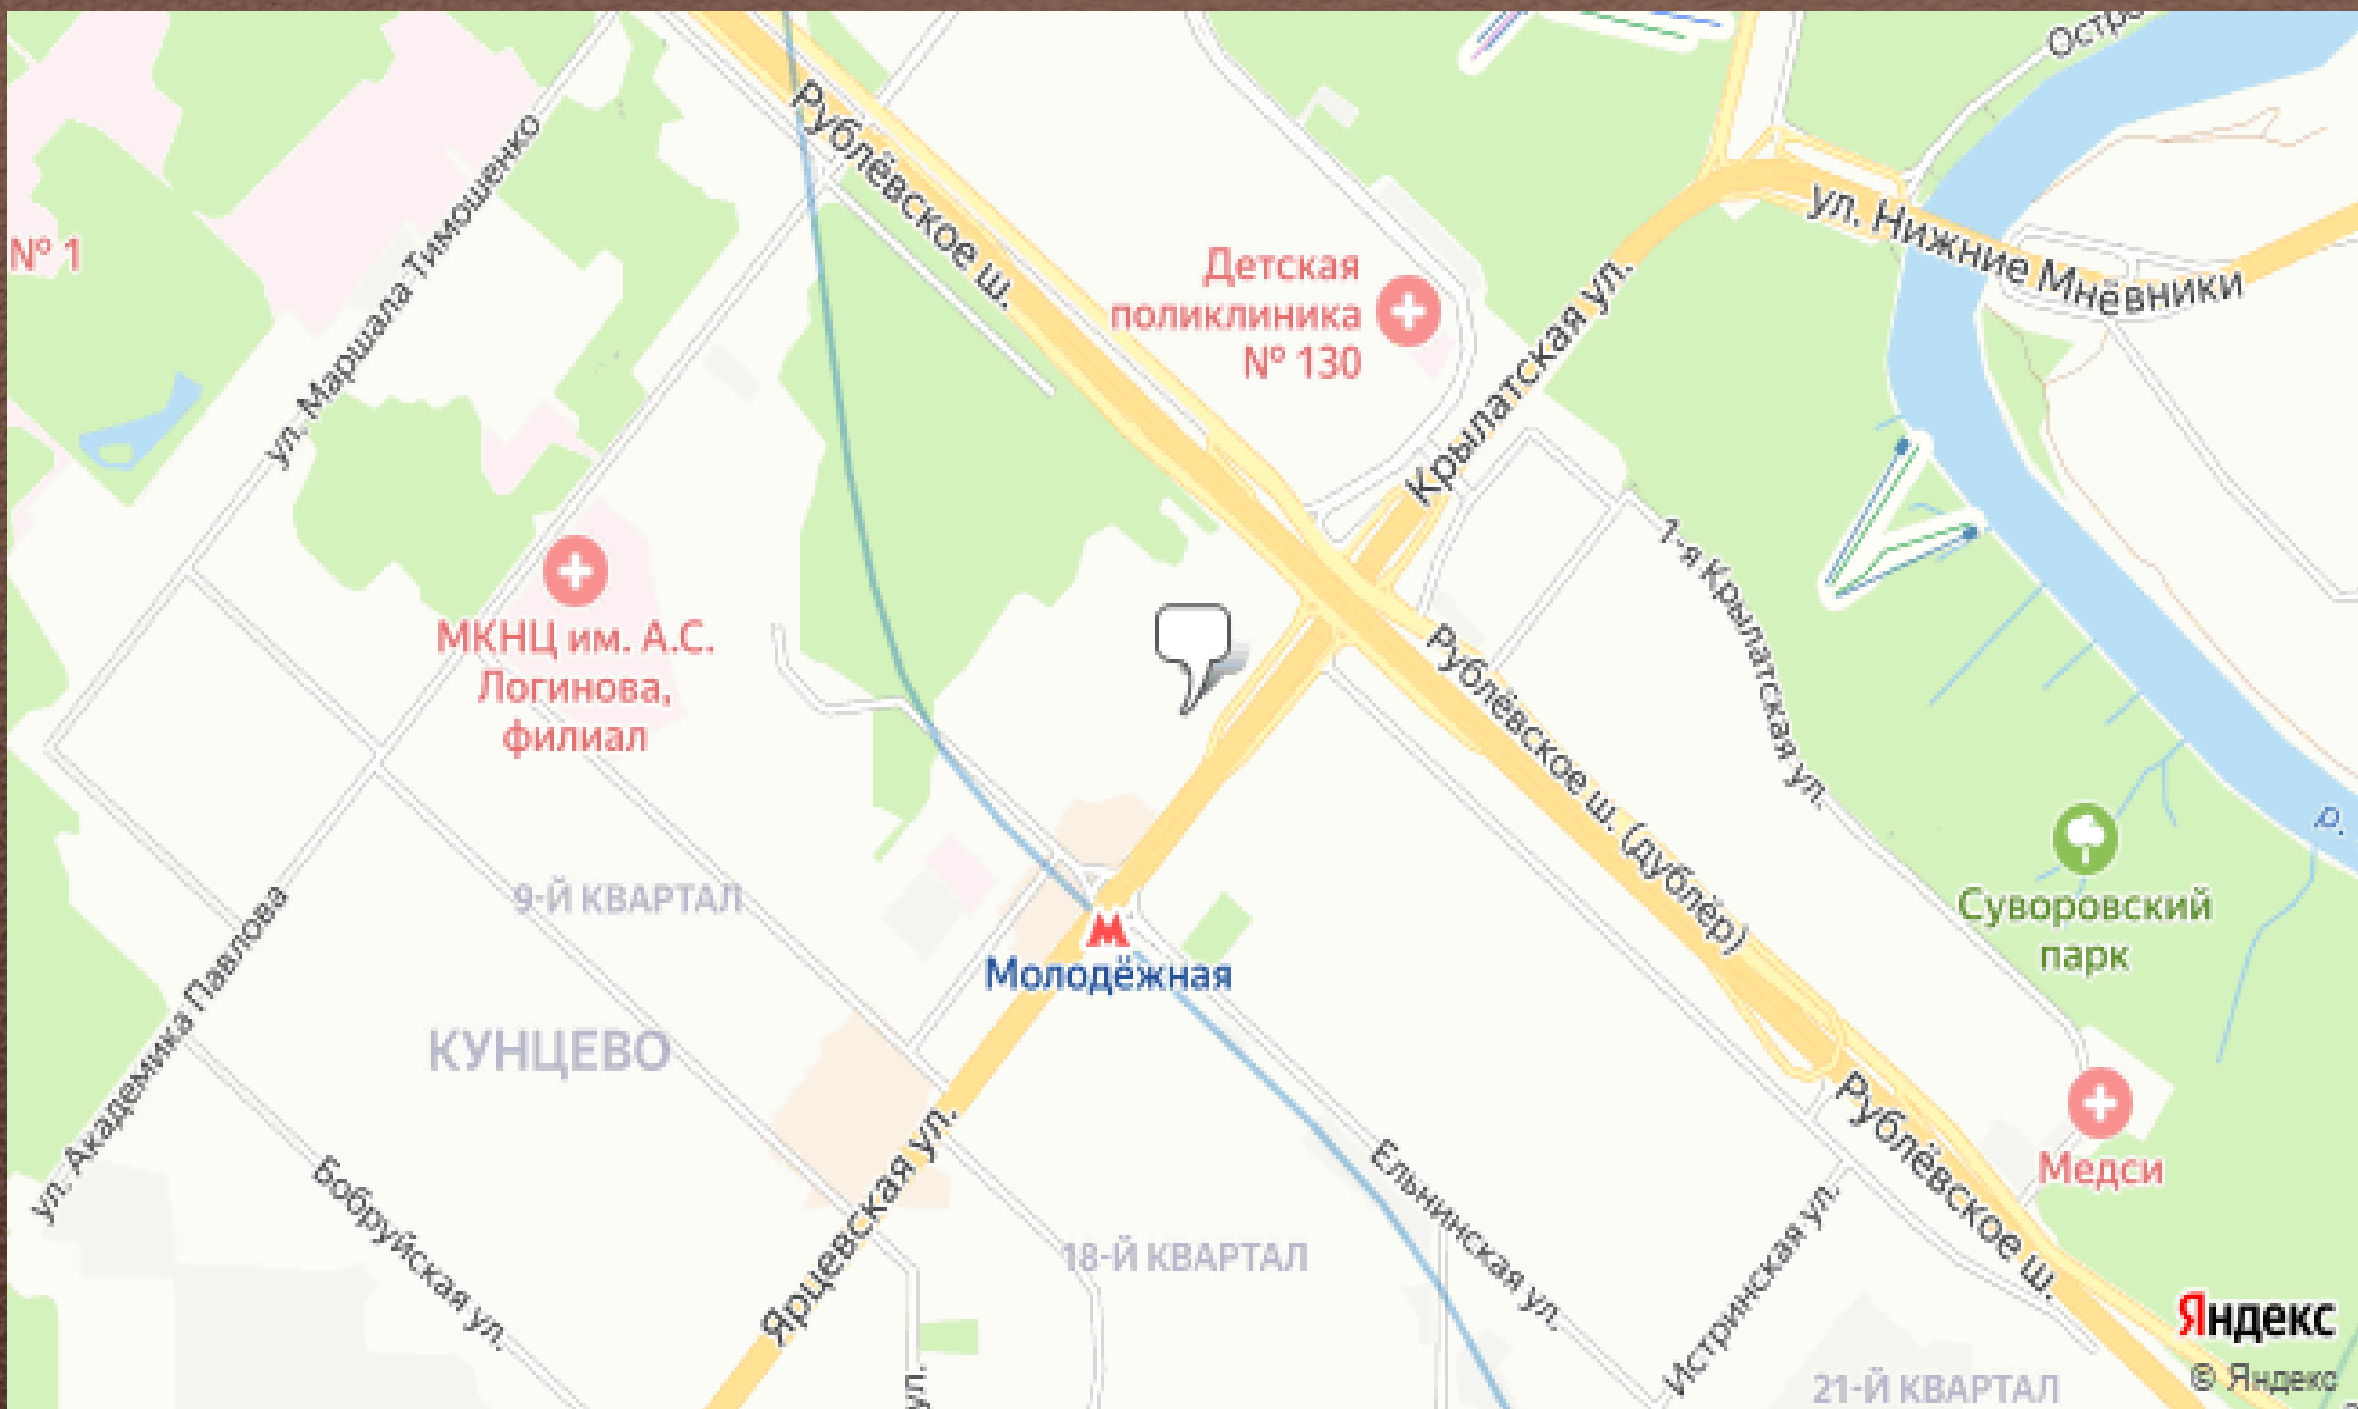 Рублёвское ш.
ул. Маршала Тимошенко
№ 1
ул. Нижние Мнёвники
Детская
поликлиника
№ 130
Крылатская ул.
МКНЦ им. А.С.
Логинова,
филиал
1-я Крылатская ул.
Рублёвское ш. (дублёр)
р.
Суворовский
парк
9-Й КВАРТАЛ
ул. Академика Павлова
Молодёжная
КУНЦЕВО
Медси
Рублёвское ш.
Бобруйская ул.
Ярцевская ул.
18-Й КВАРТАЛ
Ельнинская ул.
Истринская ул.
21-Й КВАРТАЛ
ул.
Яндекс
© Яндекс